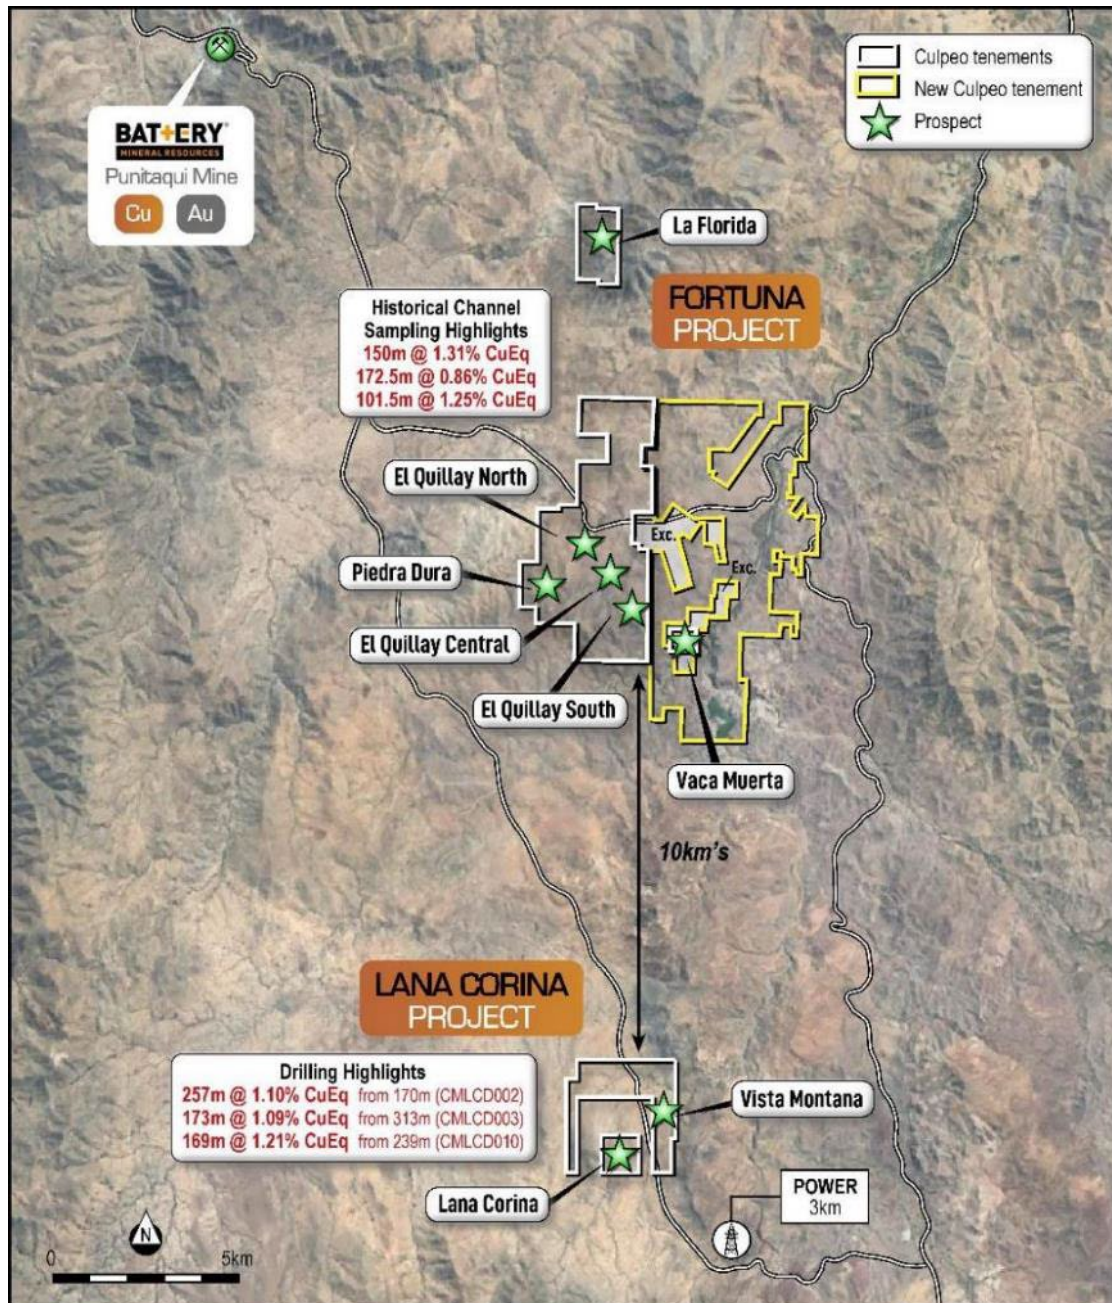 Culpeo tenements
New Culpeo tenement
Prospect
BATTERY
MINERAL RESOURCES
Punitaqui Mine
Cu
Au
La Florida
FORTUNA
PROJECT
Historical Channel
Sampling Highlights
150m @ 1.31% CuEq
172.5m @ 0.86% CuEq
101.5m @ 1.25% CuEq
El Quillay North
Exc.
Exc.
Piedra Dura
El Quillay Central
El Quillay South
Vaca Muerta
10km's
LANA CORINA
PROJECT
Drilling Highlights
257m @ 1.10% CuEq from 170m (CMLCD002)
173m @ 1.09% CuEq from 313m (CMLCD003)
169m @ 1.21% CuEq from 239m (CMLCD010)
Vista Montana
Lana Corina
POWER
3km
N
0
5km